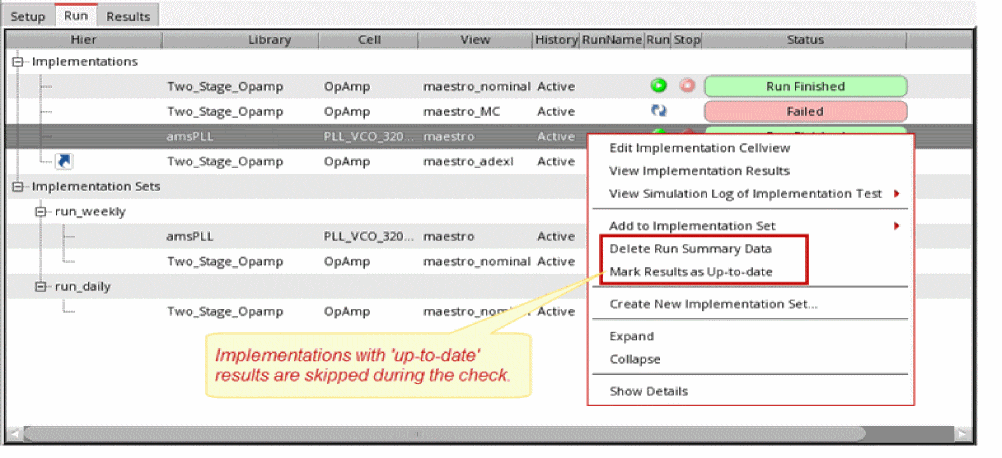 Setup Run Results
Hier Library Cell View History RunName Run Stop Status
Implementations
Two_Stage_Opamp OpAmp maestro_nominal Active Run Finished
Two_Stage_Opamp OpAmp maestro_MC Active Failed
amsPLL PLL_VCO_320... maestro Active
Two_Stage_Opamp OpAmp maestro_adexl Active
Implementation Sets
run_weekly
amsPLL PLL_VCO_320... maestro Active
Two_Stage_Opamp OpAmp maestro_nominal Active
run_daily
Two_Stage_Opamp OpAmp Active
Edit Implementation Cellview
View Implementation Results
View Simulation Log of Implementation Test
Add to Implementation Set
Delete Run Summary Data
Mark Results as Up-to-date
Create New Implementation Set...
Expand
Collapse
Show Details
Implementations with 'up-to-date'
results are skipped during the check.